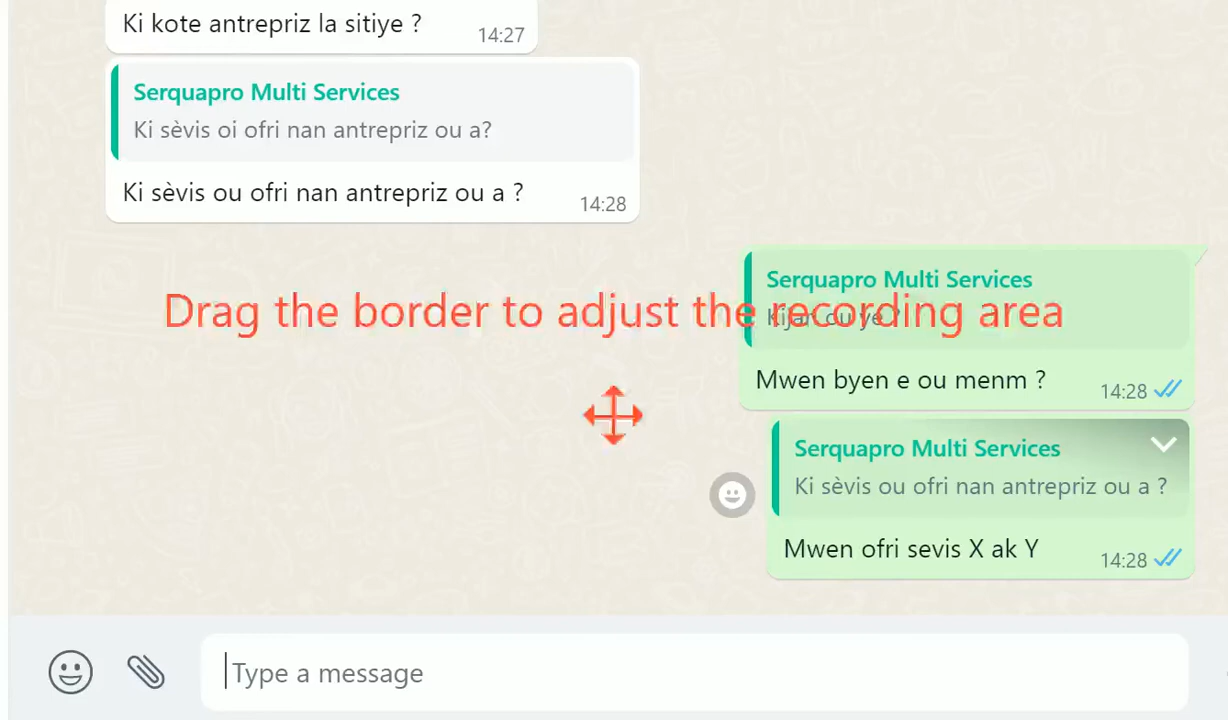 Ki kote antrepriz la sitiye ?
14:27
Serquapro Multi Services
Ki sèvis oi ofri nan antrepriz ou a?
Ki sèvis ou ofri nan antrepriz ou a ?
14:28
Serquapro Multi Services
Drag the border to adjust the recording area
Kijan ou ye ?
Mwen byen e ou menm ?
14:28
Serquapro Multi Services
Ki sèvis ou ofri nan antrepriz ou a ?
Mwen ofri sevis X ak Y
14:28
Type a message